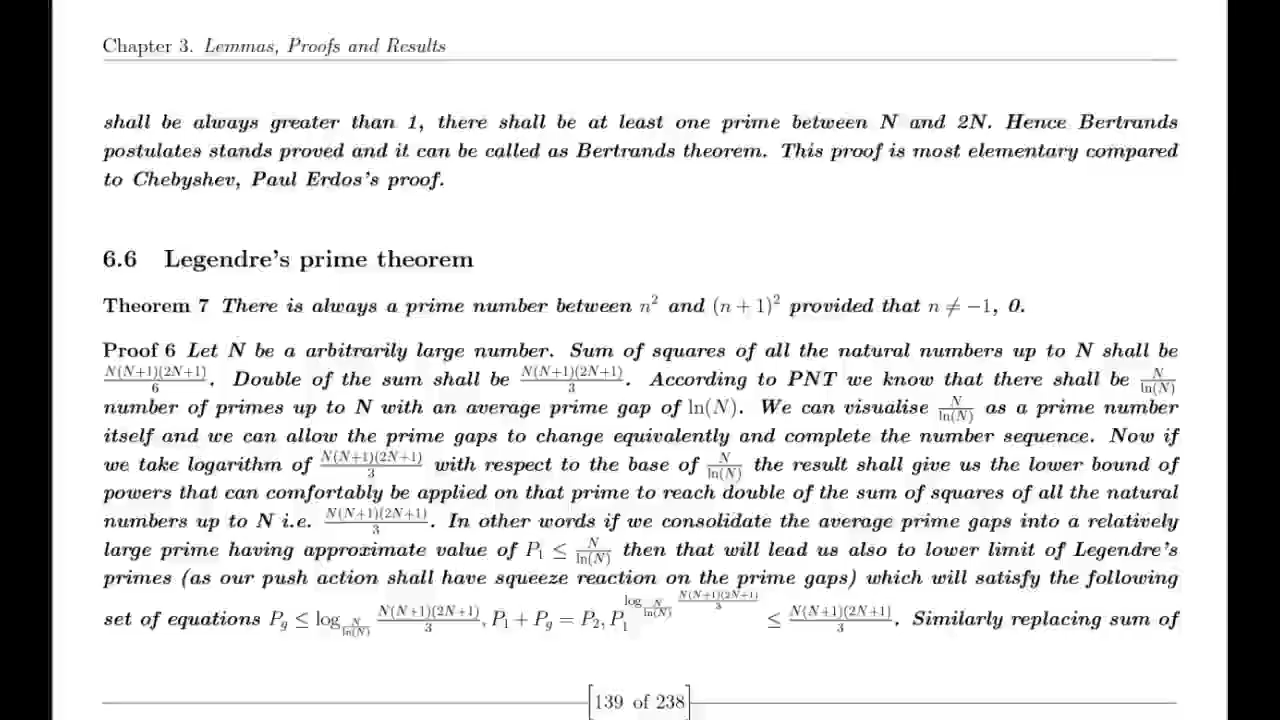 Chapter 3. Lemmas, Proofs and Results
shall be always greater than 1, there shall be at least one prime between N and 2N. Hence Bertrands
postulates stands proved and it can be called as Bertrands theorem. This proof is most elementary compared
to Chebyshev, Paul Erdos's proof.
6.6 Legendre's prime theorem
Theorem 7 There is always a prime number between n² and (n + 1)² provided that n ≠ −1, 0.
Proof 6 Let N be a arbitrarily large number. Sum of squares of all the natural numbers up to N shall be
N(N+1)(2N+1)/6. Double of the sum shall be N(N+1)(2N+1)/3. According to PNT we know that there shall be N/ln(N)
number of primes up to N with an average prime gap of ln(N). We can visualise N/ln(N) as a prime number
itself and we can allow the prime gaps to change equivalently and complete the number sequence. Now if
we take logarithm of N(N+1)(2N+1)/3 with respect to the base of N/ln(N) the result shall give us the lower bound of
powers that can comfortably be applied on that prime to reach double of the sum of squares of all the natural
numbers up to N i.e. N(N+1)(2N+1)/3. In other words if we consolidate the average prime gaps into a relatively
large prime having approximate value of P₁ ≤ N/ln(N) then that will lead us also to lower limit of Legendre's
primes (as our push action shall have squeeze reaction on the prime gaps) which will satisfy the following
set of equations P_g ≤ log_{N/ln(N)} N(N+1)(2N+1)/3, P₁ + P_g = P₂, P₁^{log_{N/ln(N)} N(N+1)(2N+1)/3} ≤ N(N+1)(2N+1)/3. Similarly replacing sum of
139 of 238